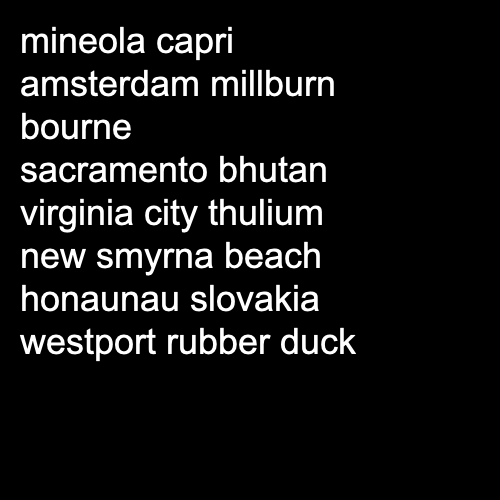 mineola capri
amsterdam millburn
bourne
sacramento bhutan
virginia city thulium
new smyrna beach
honaunau slovakia
westport rubber duck